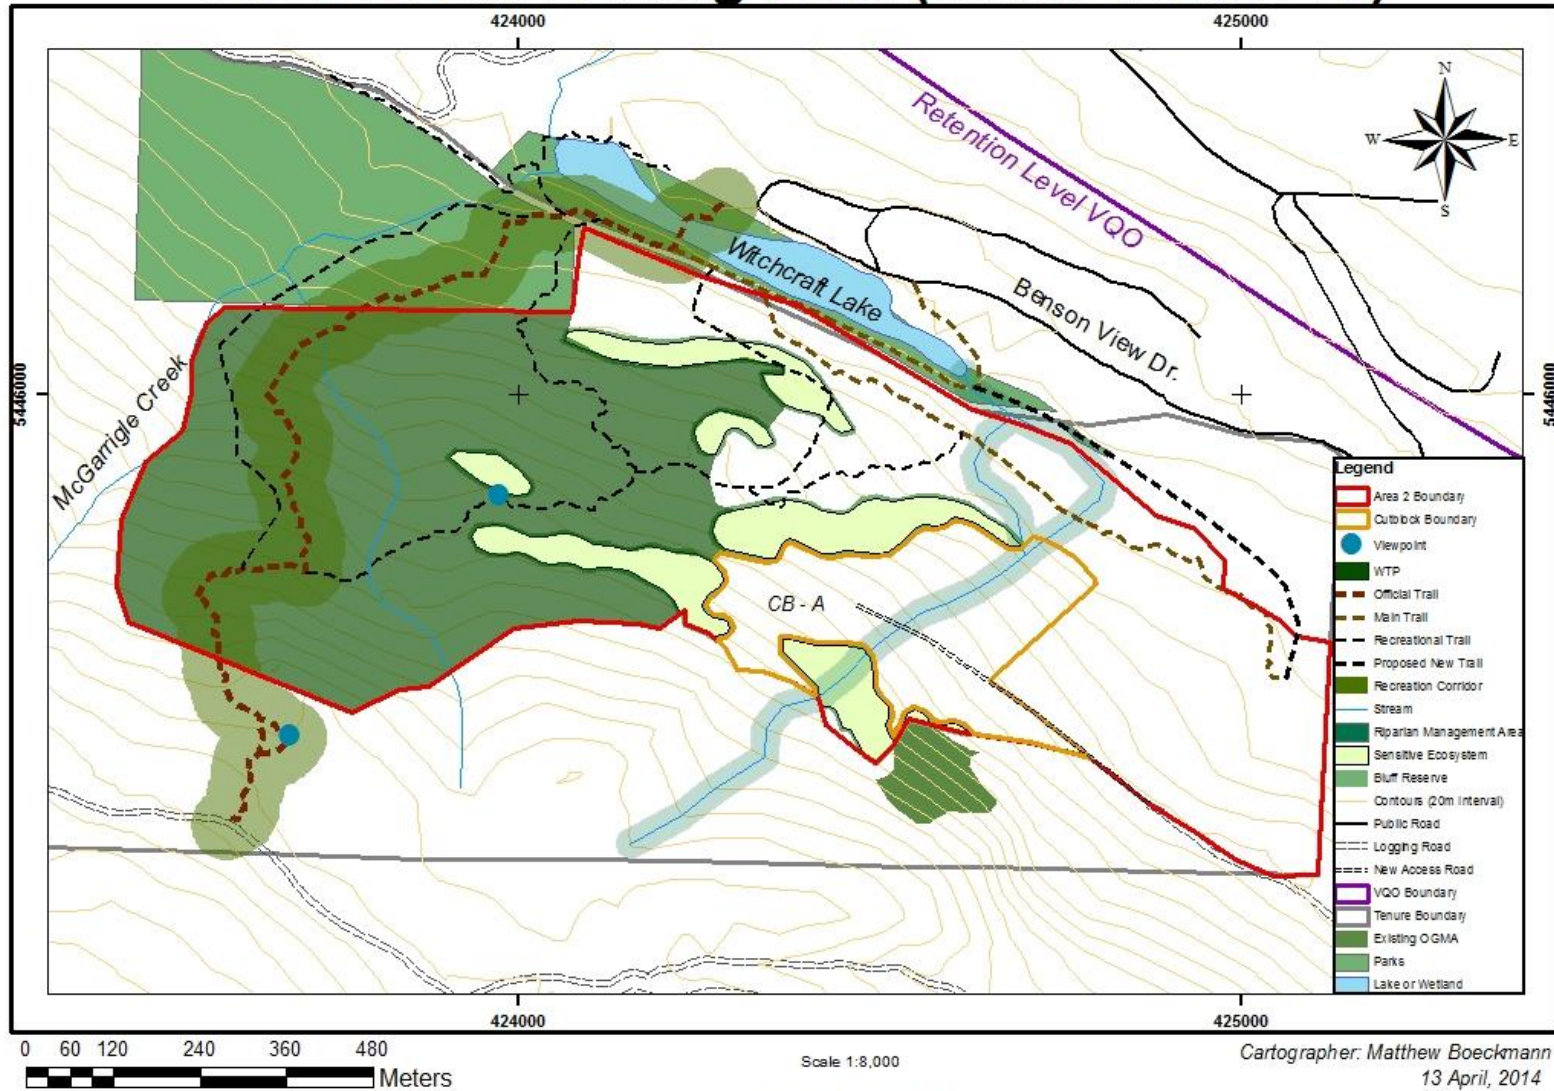 424000
425000
N
W
E
S
Retention Level VQO
Witchcraft Lake
Benson View Dr.
5446000
5446000
McGarrigle Creek
CB - A
Legend
Area 2 Boundary
Cutblock Boundary
Viewpoint
WTP
Official Trail
Main Trail
Recreational Trail
Proposed New Trail
Recreation Corridor
Stream
Riparian Management Area
Sensitive Ecosystem
Bluff Reserve
Contours (20m Interval)
Public Road
Logging Road
New Access Road
VQO Boundary
Tenure Boundary
Existing OGMA
Parks
Lake or Wetland
424000
425000
0 60 120 240 360 480
Meters
Scale 1:8,000
Cartographer: Matthew Boeckmann
13 April, 2014